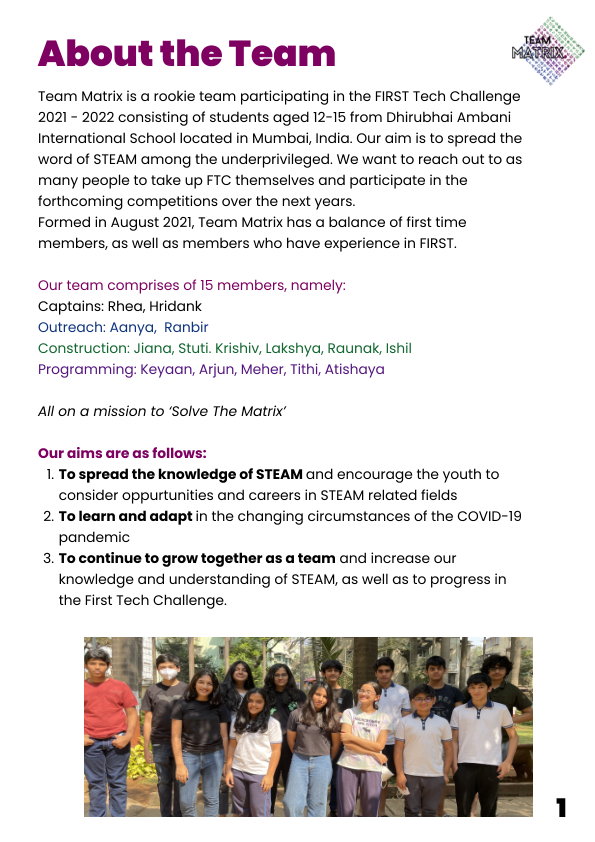 About the Team
TEAM
MATRIX
Team Matrix is a rookie team participating in the FIRST Tech Challenge
2021 - 2022 consisting of students aged 12-15 from Dhirubhai Ambani
International School located in Mumbai, India. Our aim is to spread the
word of STEAM among the underprivileged. We want to reach out to as
many people to take up FTC themselves and participate in the
forthcoming competitions over the next years.
Formed in August 2021, Team Matrix has a balance of first time
members, as well as members who have experience in FIRST.
Our team comprises of 15 members, namely:
Captains: Rhea, Hridank
Outreach: Aanya,  Ranbir
Construction: Jiana, Stuti. Krishiv, Lakshya, Raunak, Ishil
Programming: Keyaan, Arjun, Meher, Tithi, Atishaya
All on a mission to ‘Solve The Matrix’
Our aims are as follows:
1. To spread the knowledge of STEAM and encourage the youth to
consider oppurtunities and careers in STEAM related fields
2. To learn and adapt in the changing circumstances of the COVID-19
pandemic
3. To continue to grow together as a team and increase our
knowledge and understanding of STEAM, as well as to progress in
the First Tech Challenge.
1